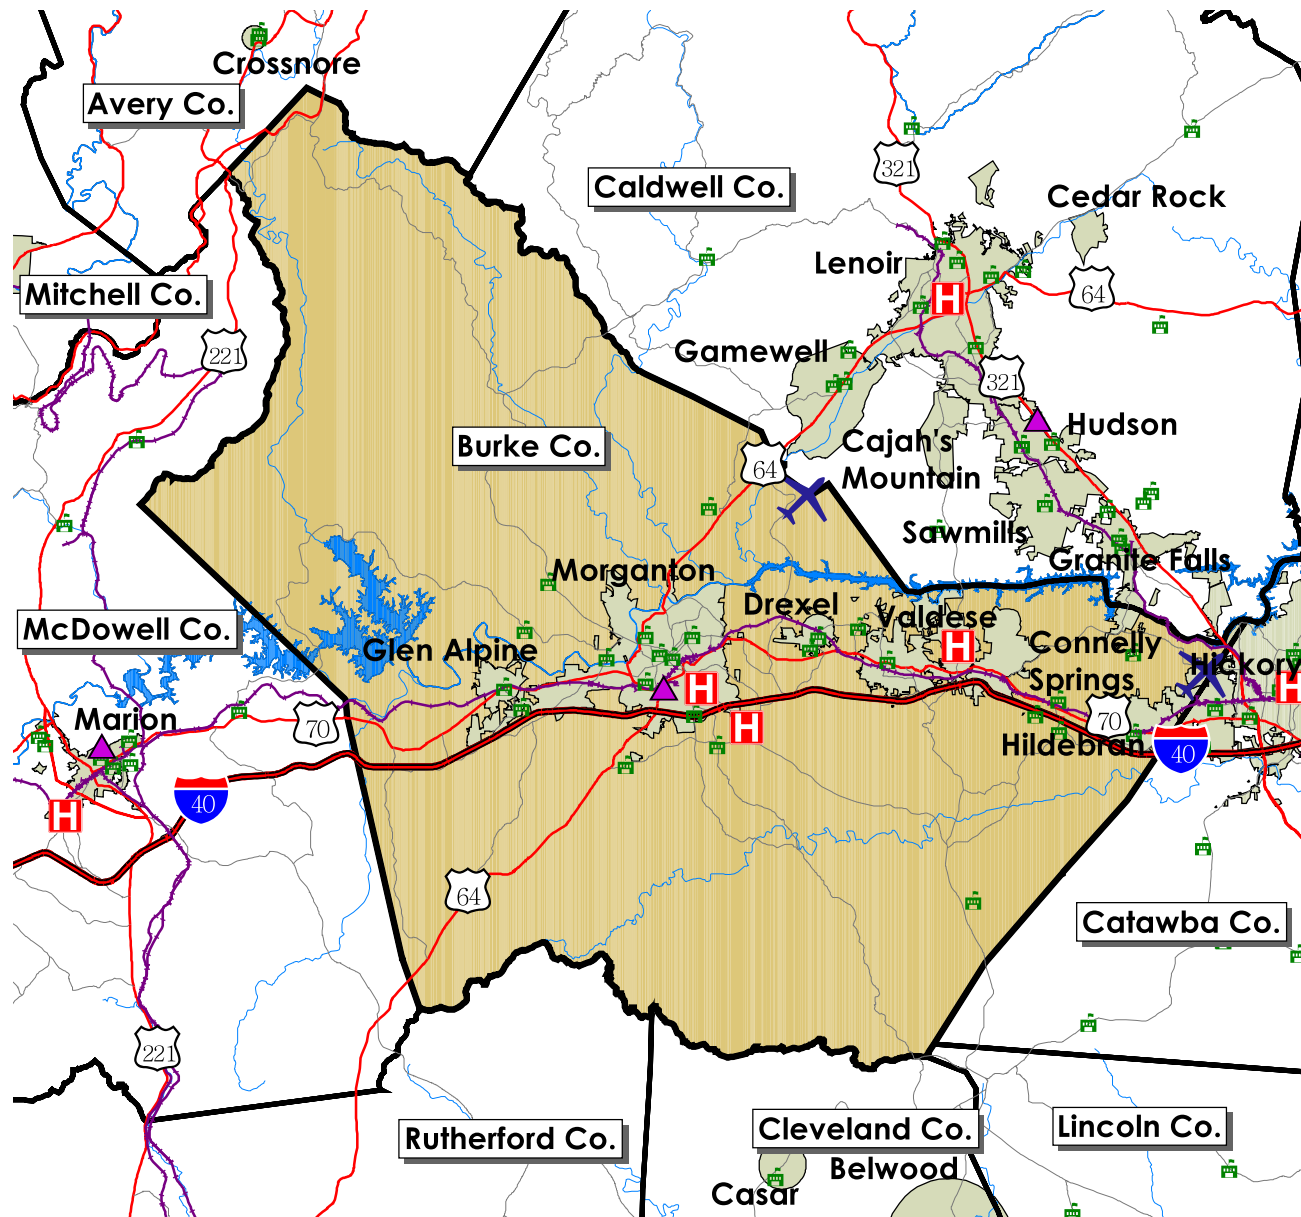 Crossnore
Avery Co.
321
Caldwell Co.
Cedar Rock
Lenoir
Mitchell Co.
64
H
221
Gamewell
321
Hudson
Burke Co.
Cajah's
Mountain
64
Sawmills
Granite Falls
Morganton
Drexel
Valdese
McDowell Co.
Glen Alpine
H
Connelly
Springs
Hickory
H
H
Marion
70
70
H
Hildebran
40
40
H
64
Catawba Co.
221
Rutherford Co.
Cleveland Co.
Lincoln Co.
Belwood
Casar